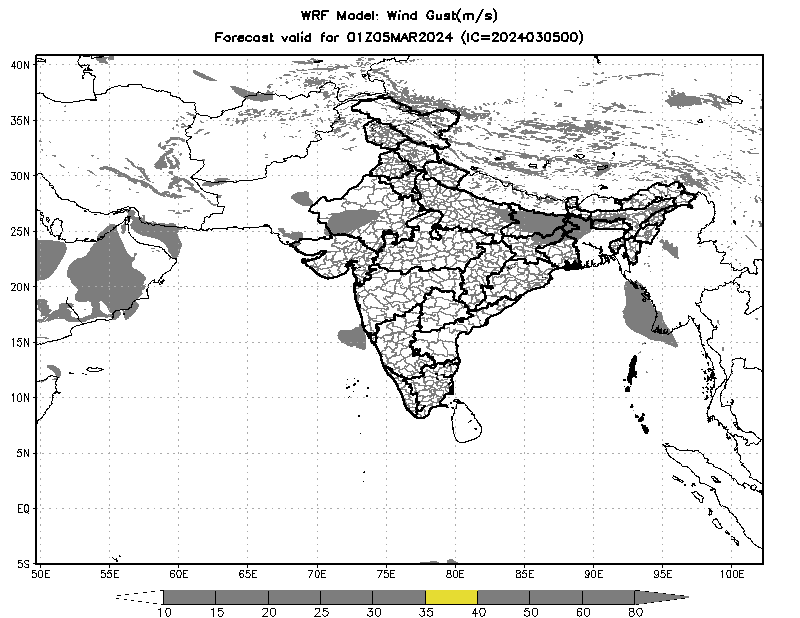 WRF Model: Wind Gust(m/s)
Forecast valid for 01Z05MAR2024 (IC=2024030500)
40N
35N
30N
25N
20N
15N
10N
5N
EQ
5S
50E 55E 60E 65E 70E 75E 80E 85E 90E 95E 100E
10 15 20 25 30 35 40 50 60 80